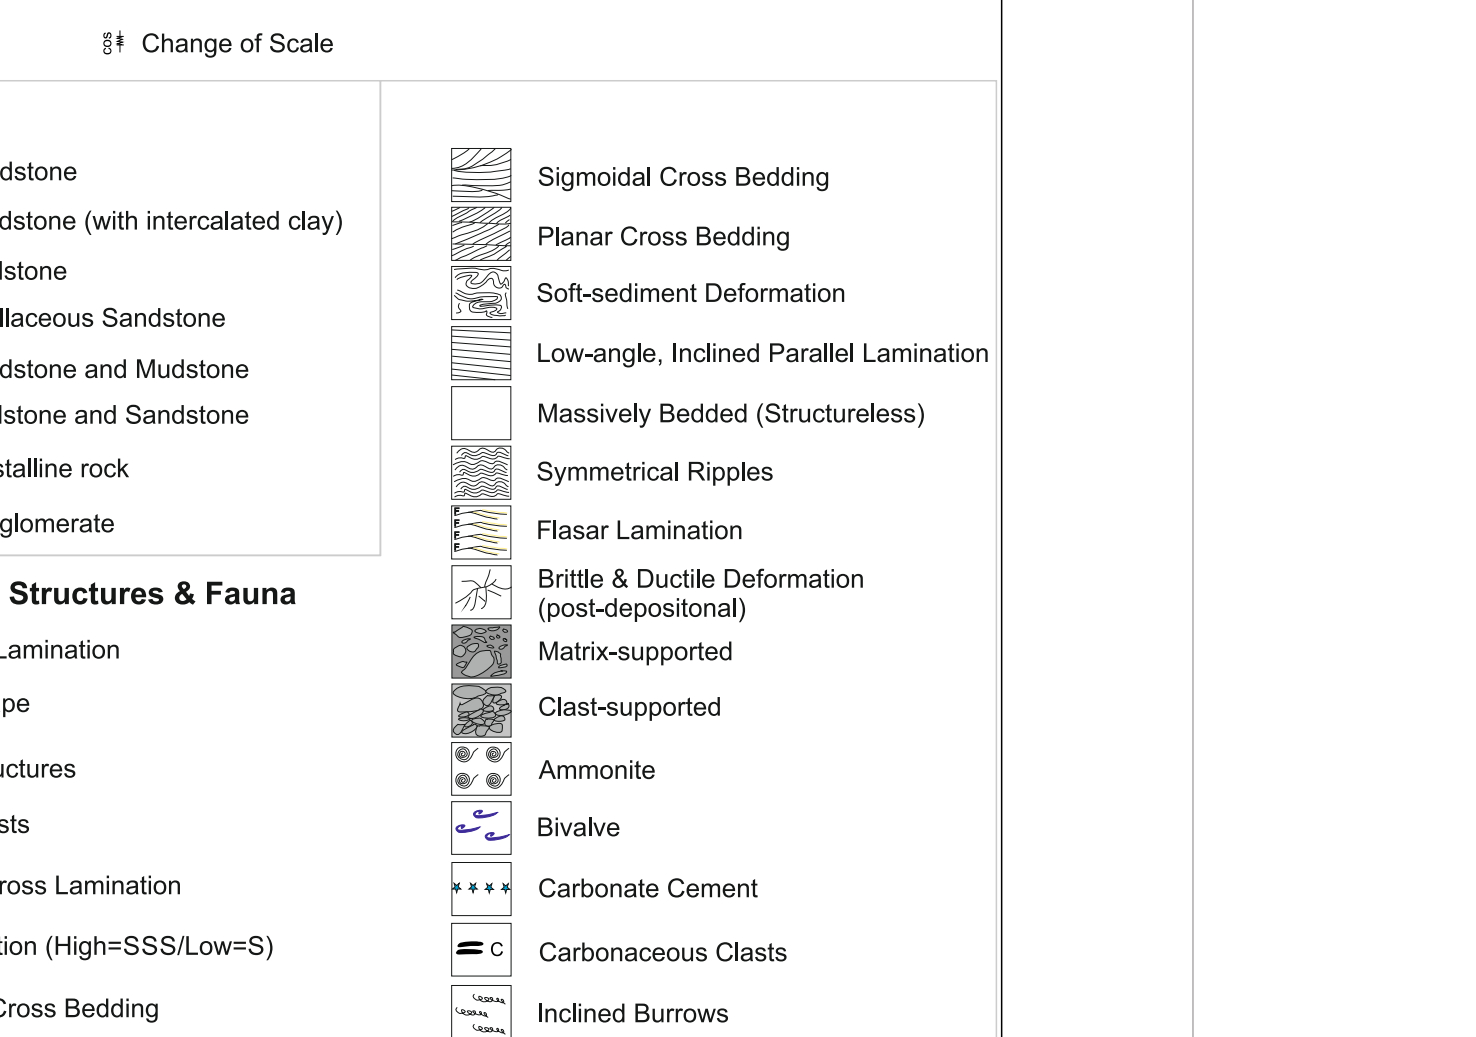 cos Change of Scale
dstone
dstone (with intercalated clay)
lstone
llaceous Sandstone
dstone and Mudstone
lstone and Sandstone
stalline rock
glomerate
Structures & Fauna
Lamination
pe
uctures
sts
ross Lamination
tion (High=SSS/Low=S)
Cross Bedding
Sigmoidal Cross Bedding
Planar Cross Bedding
Soft-sediment Deformation
Low-angle, Inclined Parallel Lamination
Massively Bedded (Structureless)
Symmetrical Ripples
F
F
F
F
Flasar Lamination
Brittle & Ductile Deformation
(post-depositonal)
Matrix-supported
Clast-supported
Ammonite
Bivalve
Carbonate Cement
C Carbonaceous Clasts
Inclined Burrows